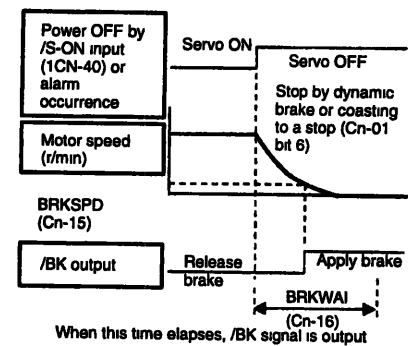 Power OFF by
/S-ON input
(1CN-40) or
alarm
occurrence
Servo ON
Servo OFF
Stop by dynamic
brake or coasting
to a stop (Cn-01
bit 6)
Motor speed
(r/min)
BRKSPD
(Cn-15)
/BK output
Release
brake
Apply brake
BRKWAI
(Cn-16)
When this time elapses, /BK signal is output